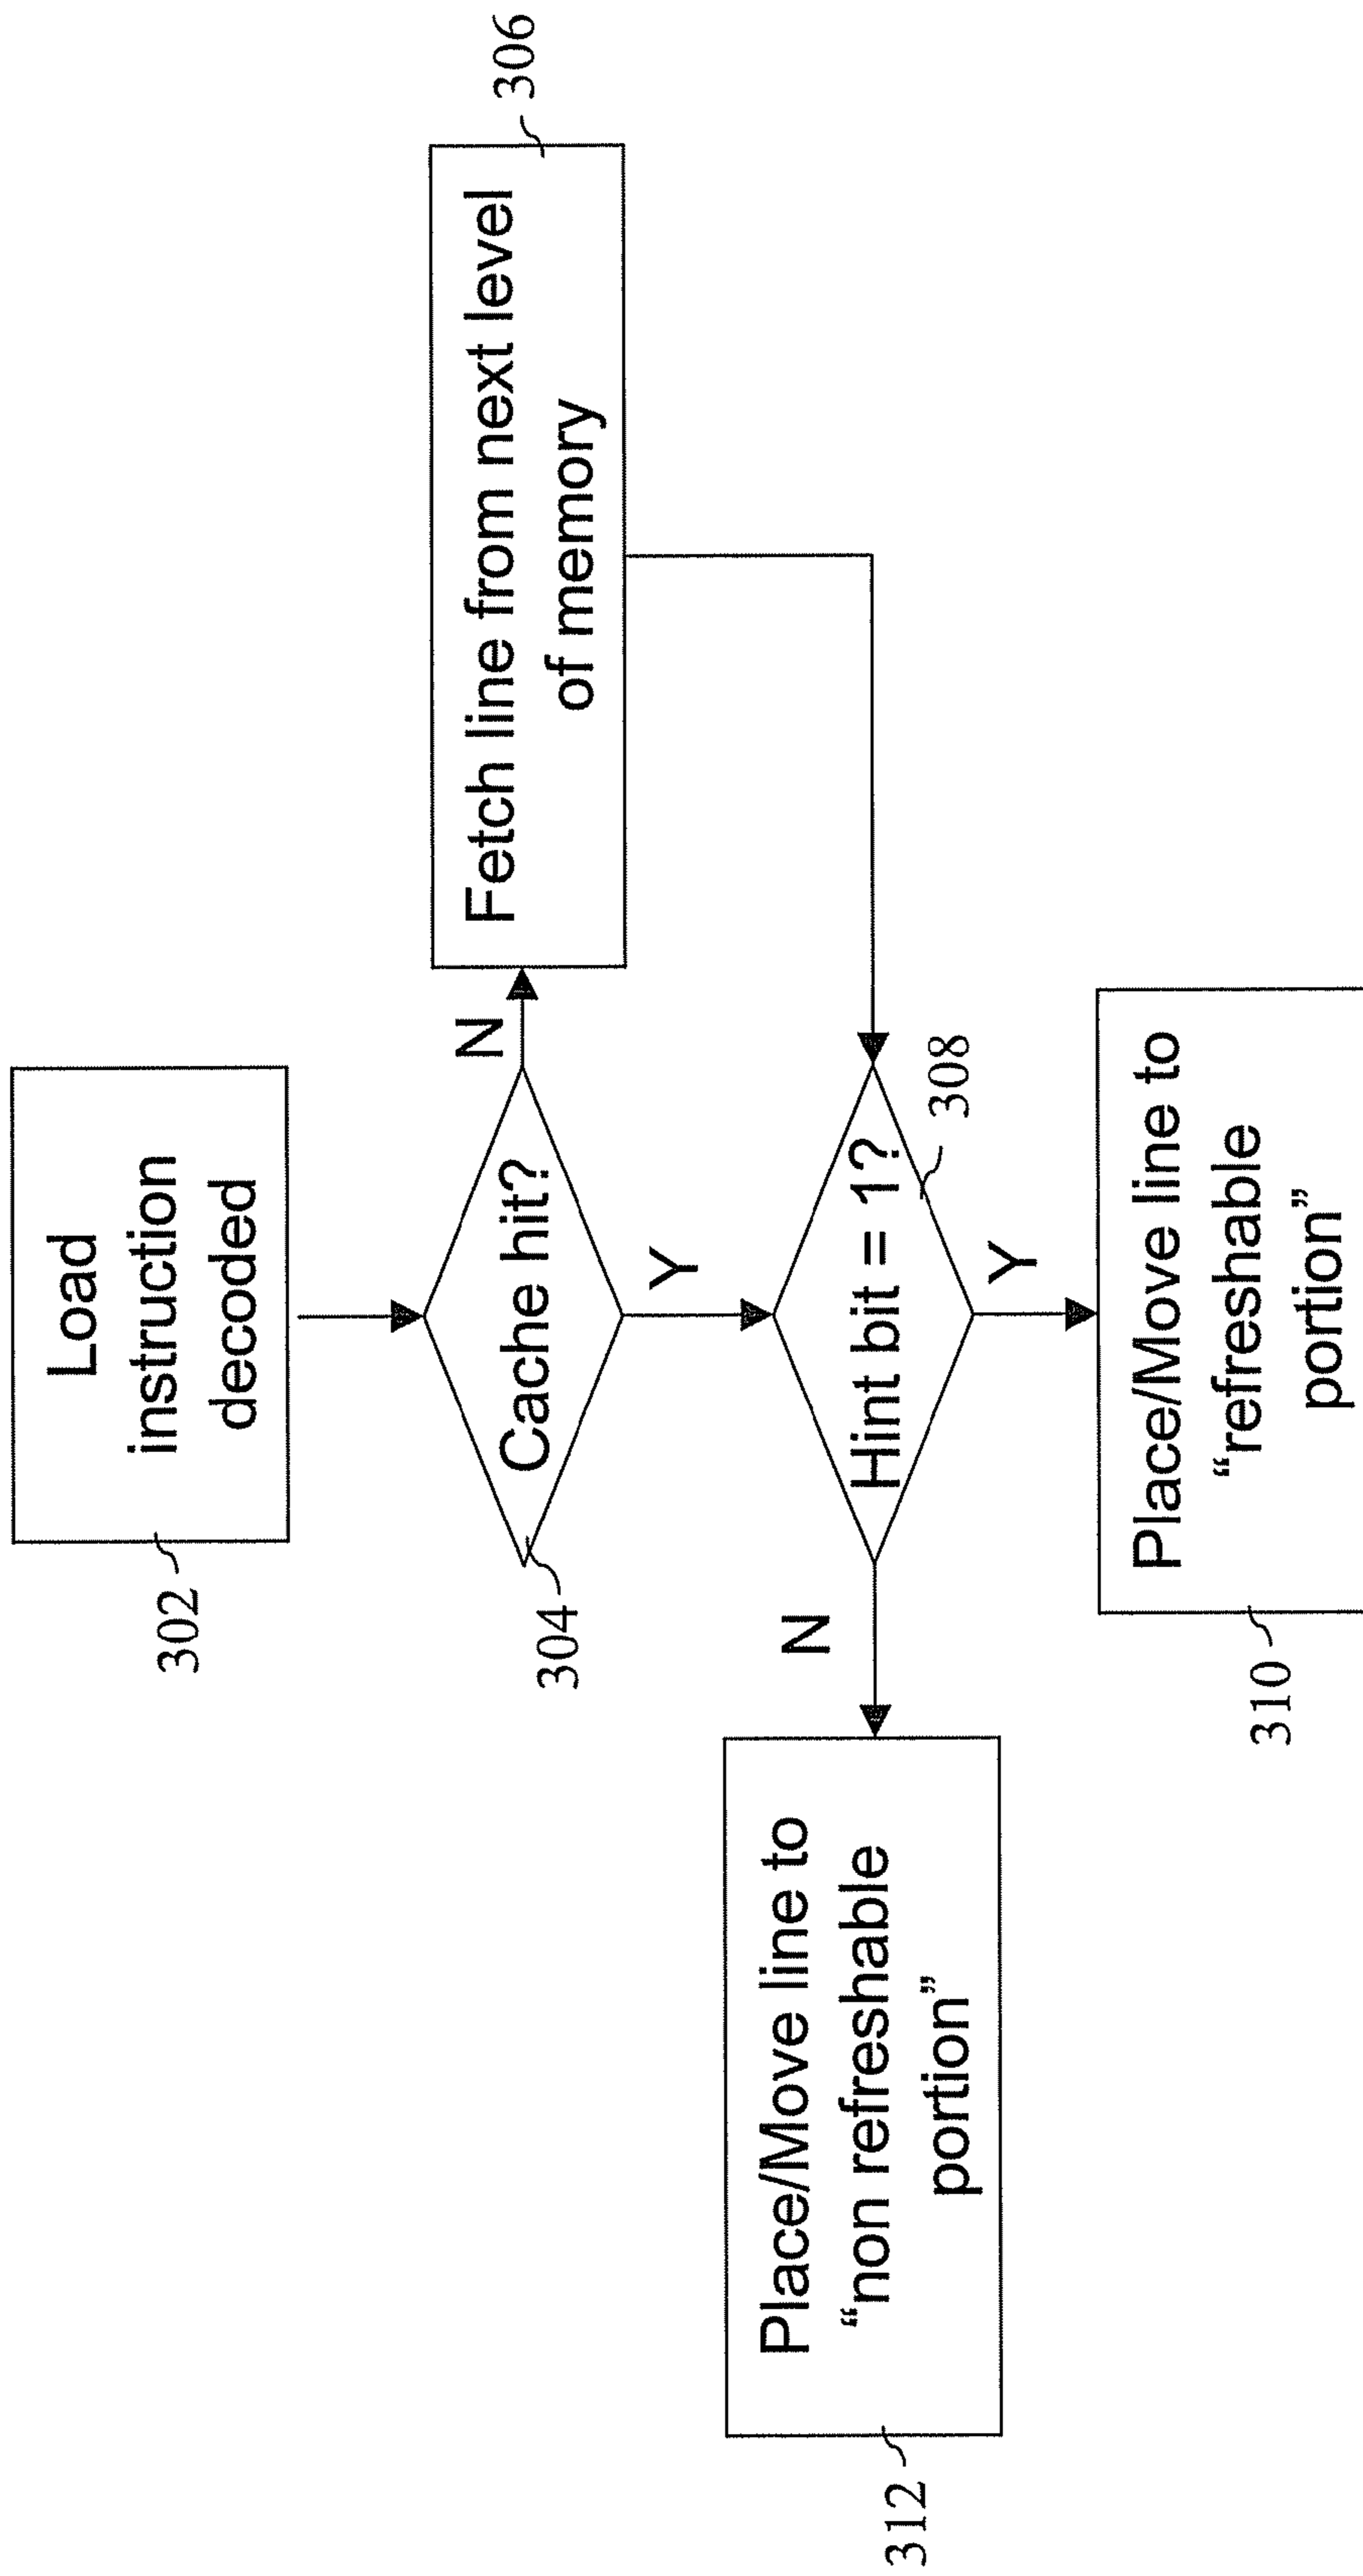 Load
instruction
decoded
302
Cache hit?
304
N
Fetch line from next level
of memory
306
Y
Hint bit = 1?
308
N
Place/Move line to
“non refreshable
portion”
312
Y
Place/Move line to
“refreshable
portion”
310